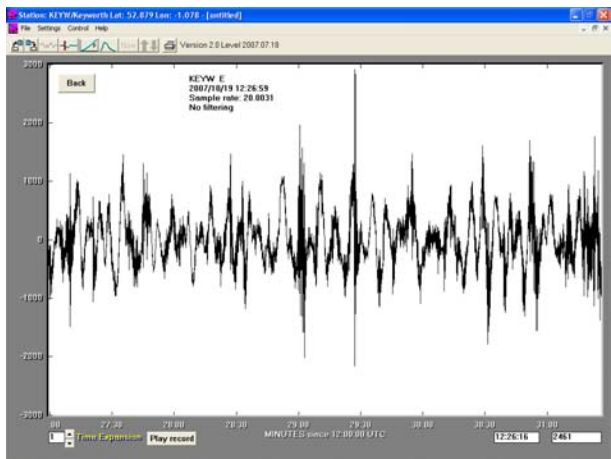 Station: KEYW/Keyworth Lat: 52.879 Lon: -1.078 - [untitled]
File Settings Control Help
Version 2.0 Level 2007.07.18
Back
KEYW E
2007/10/19 12:26:59
Sample rate: 20.0031
No filtering
3000
2000
1000
0
-1000
-2000
-3000
:00 27:30 28:00 28:30 29:00 29:30 30:00 30:30 31:00
MINUTES since 12:00:00 UTC
1 Time Expansion Play record 12:26:16 2461